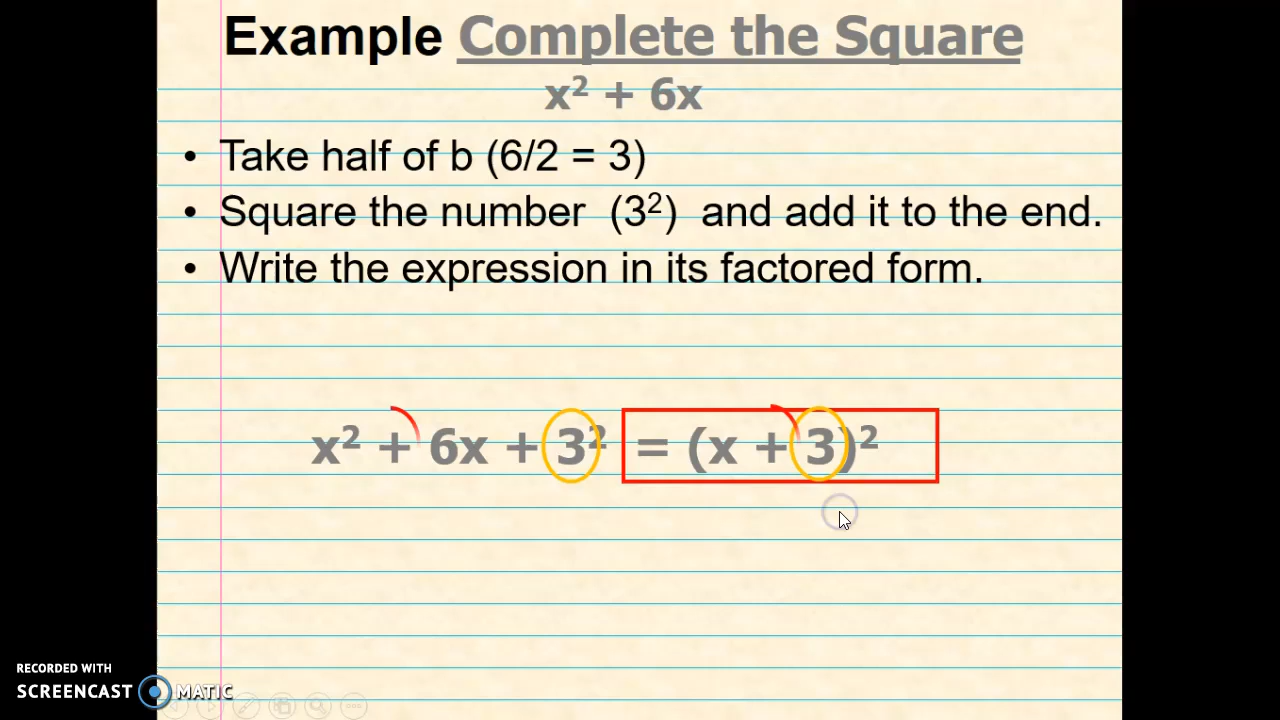 Example Complete the Square
x² + 6x
• Take half of b (6/2 = 3)
• Square the number (3²) and add it to the end.
• Write the expression in its factored form.
x² + 6x + 3² = (x + 3)²
RECORDED WITH
SCREENCAST MATIC